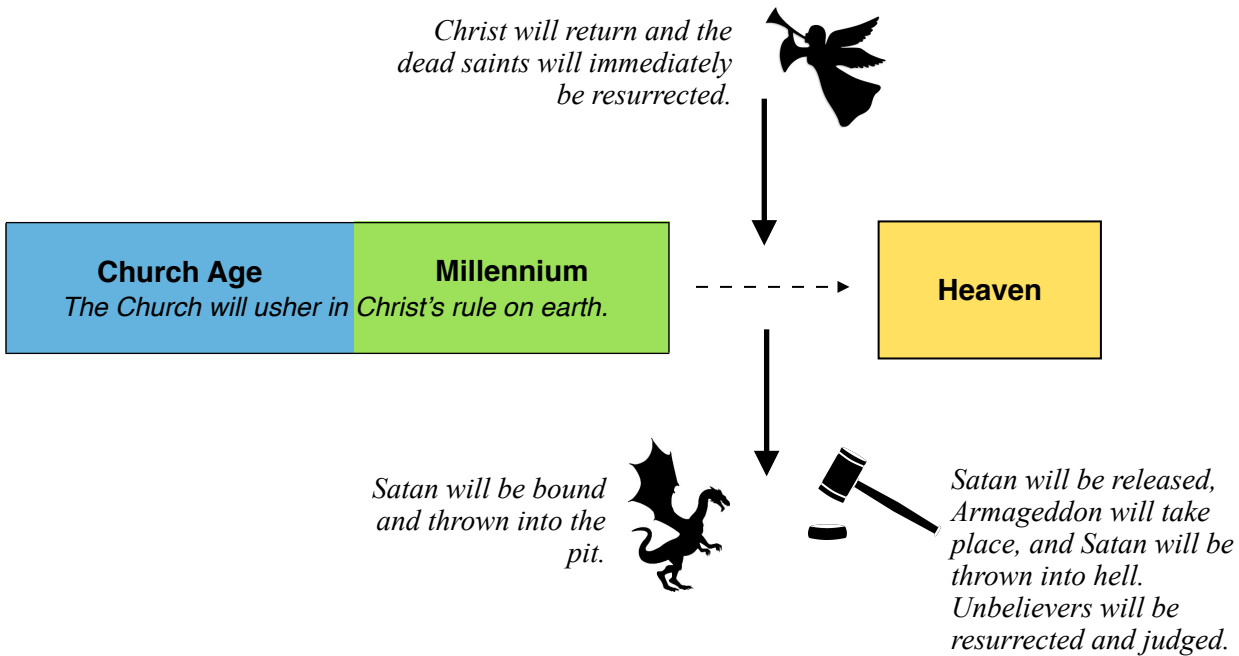 Christ will return and the
dead saints will immediately
be resurrected.
Church Age
Millennium
The Church will usher in Christ's rule on earth.
Heaven
Satan will be bound
and thrown into the
pit.
Satan will be released,
Armageddon will take
place, and Satan will be
thrown into hell.
Unbelievers will be
resurrected and judged.